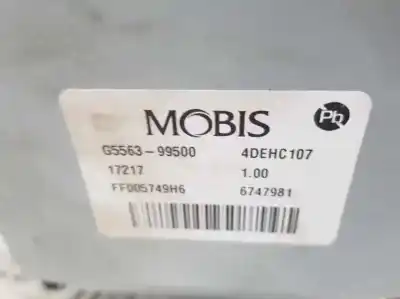 MOBIS
Pb
G5563-99500 4DEHC107
17217 1.00
FF005749H6 6747981